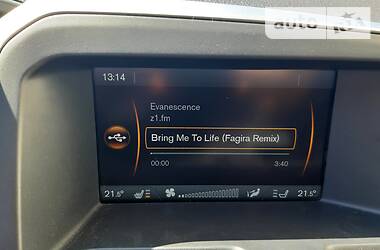 auto
RIA
13:14
Evanescence
z1.fm
Bring Me To Life (Fagira Remix)
00:00
3:40
21.5° 21.5°